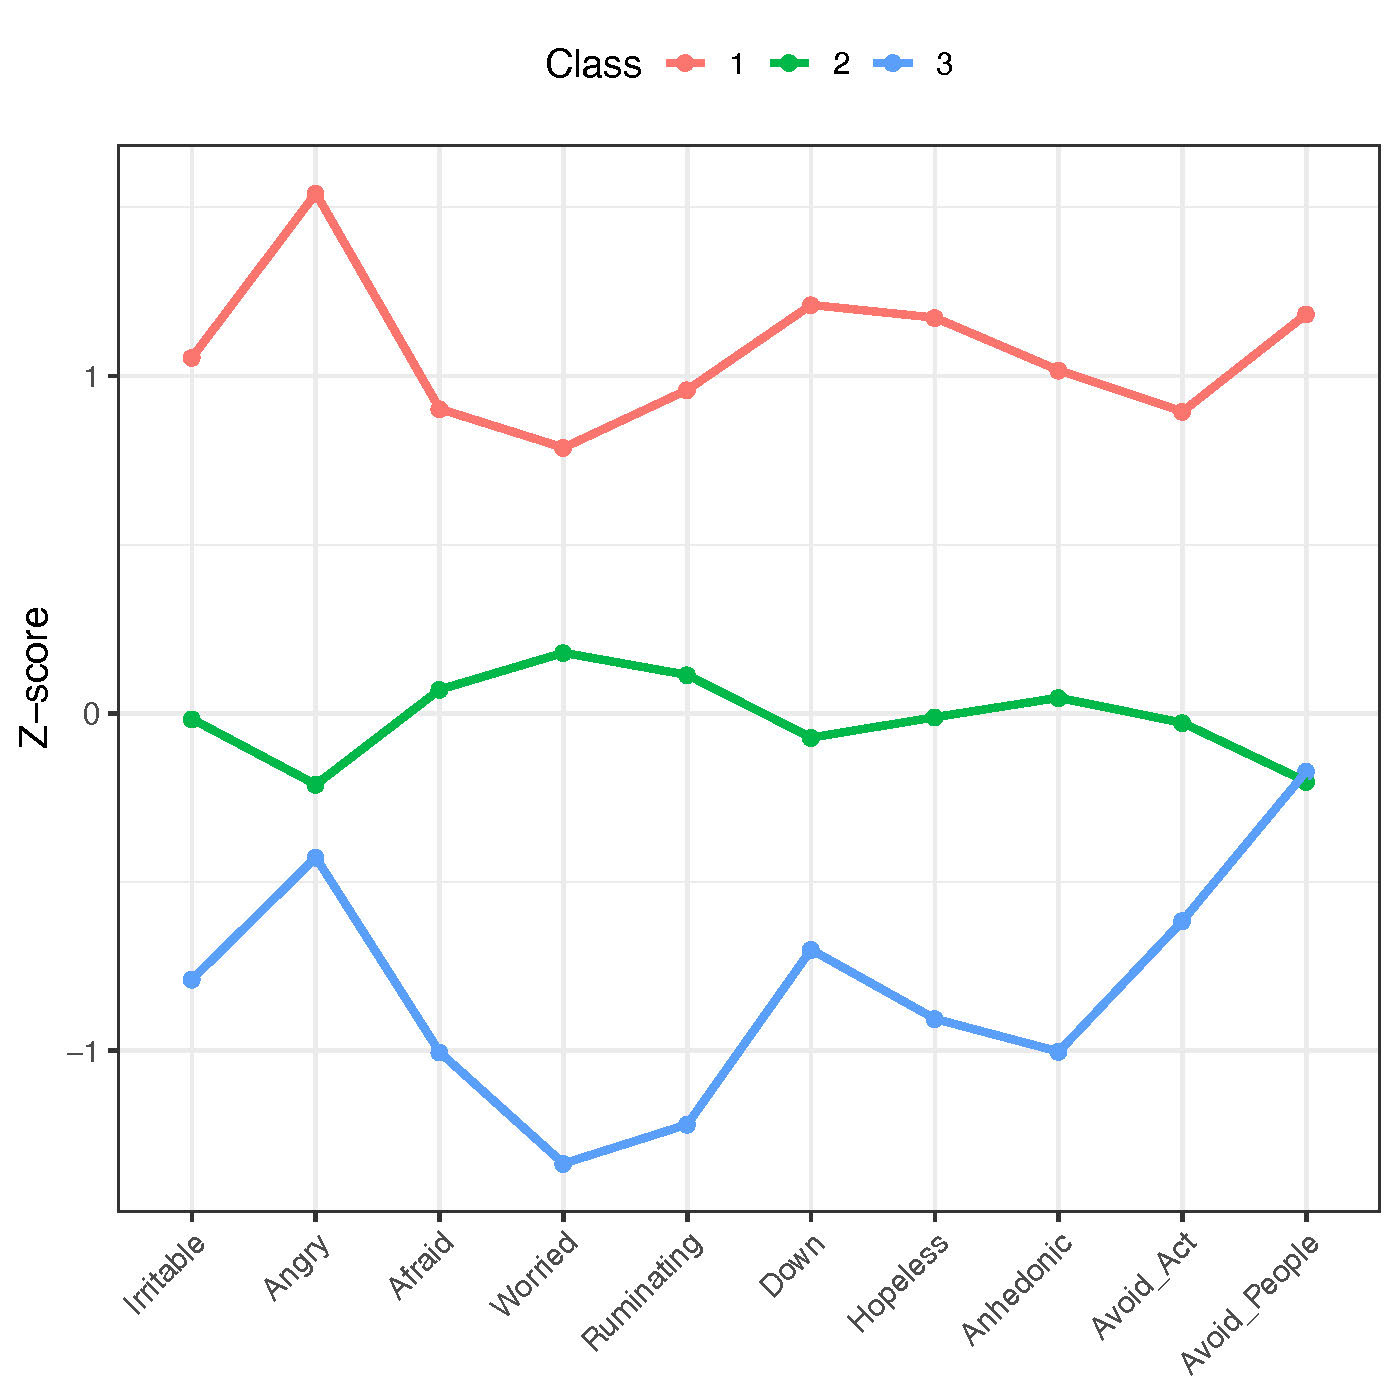 Class 1 2 3
Z−score
1
0
−1
Irritable
Angry
Afraid
Worried
Ruminating
Down
Hopeless
Anhedonic
Avoid_Act
Avoid_People